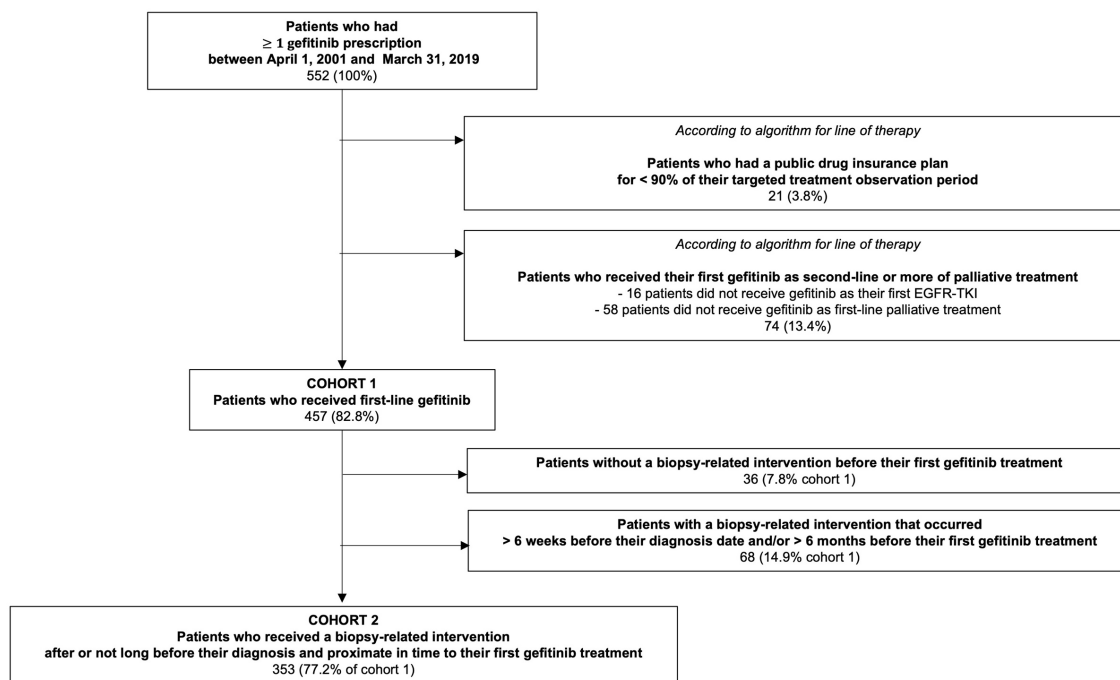 Patients who had
≥ 1 gefitinib prescription
between April 1, 2001 and March 31, 2019
552 (100%)
According to algorithm for line of therapy
Patients who had a public drug insurance plan
for < 90% of their targeted treatment observation period
21 (3.8%)
According to algorithm for line of therapy
Patients who received their first gefitinib as second-line or more of palliative treatment
- 16 patients did not receive gefitinib as their first EGFR-TKI
- 58 patients did not receive gefitinib as first-line palliative treatment
74 (13.4%)
COHORT 1
Patients who received first-line gefitinib
457 (82.8%)
Patients without a biopsy-related intervention before their first gefitinib treatment
36 (7.8% cohort 1)
Patients with a biopsy-related intervention that occurred
> 6 weeks before their diagnosis date and/or > 6 months before their first gefitinib treatment
68 (14.9% cohort 1)
COHORT 2
Patients who received a biopsy-related intervention
after or not long before their diagnosis and proximate in time to their first gefitinib treatment
353 (77.2% of cohort 1)